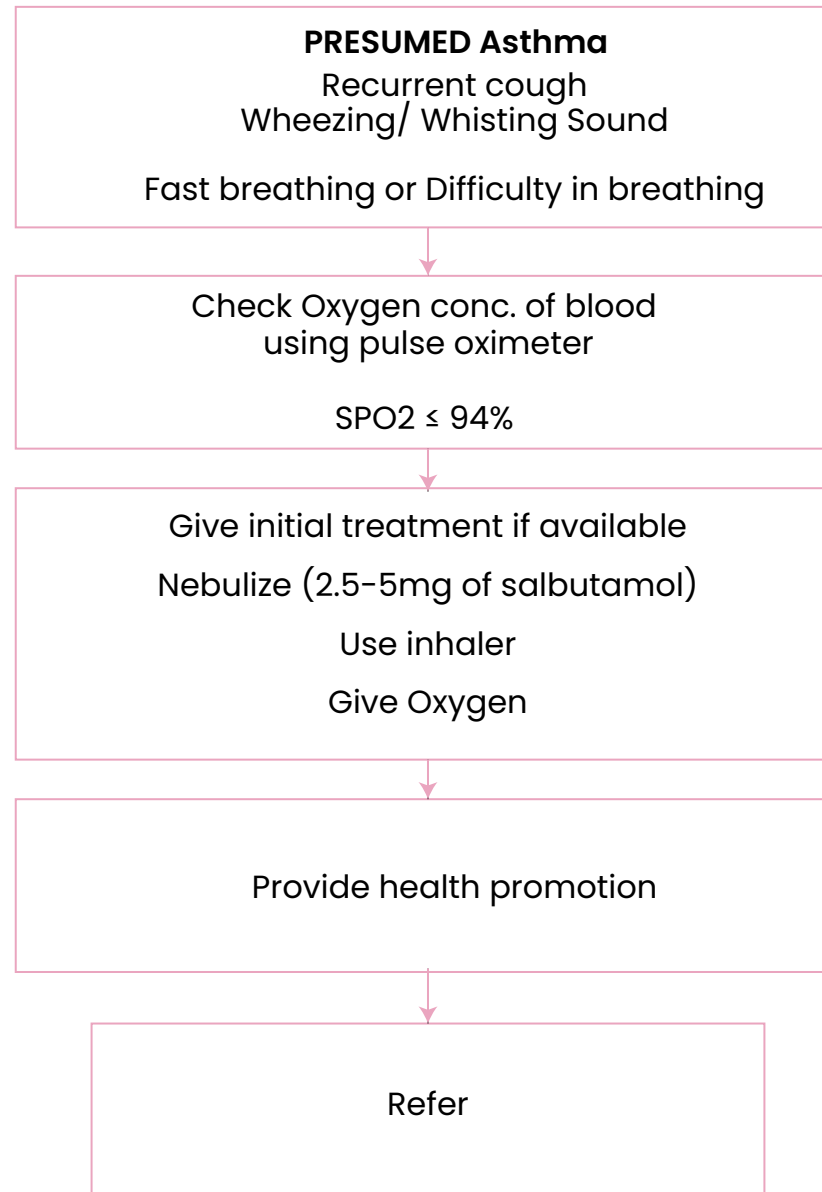 PRESUMED Asthma
Recurrent cough
Wheezing/ Whisting Sound
Fast breathing or Difficulty in breathing
Check Oxygen conc. of blood
using pulse oximeter
SPO2 ≤ 94%
Give initial treatment if available
Nebulize (2.5-5mg of salbutamol)
Use inhaler
Give Oxygen
Provide health promotion
Refer